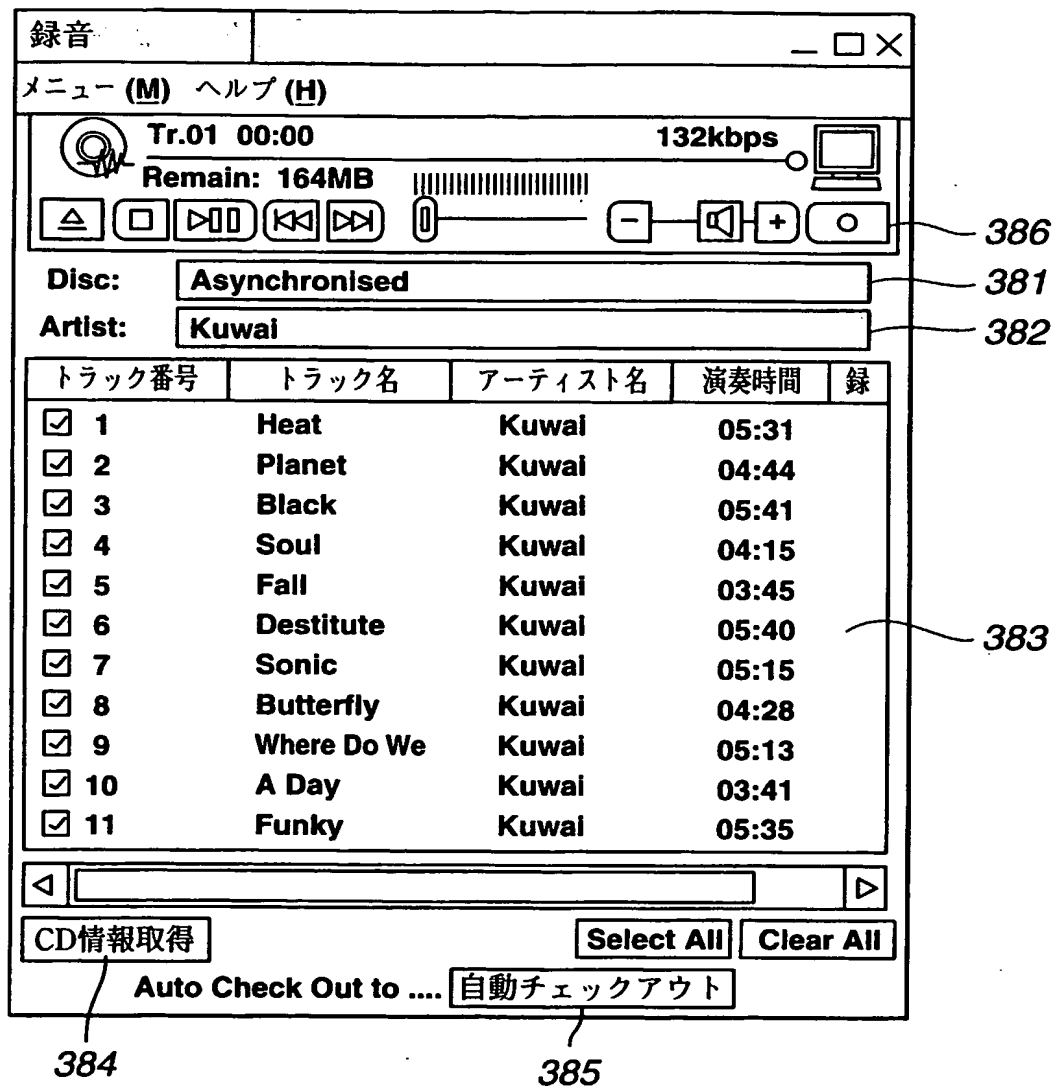 録音
メニュー (M) ヘルプ (H)
Tr.01 00:00 132kbps
Remain: 164MB
386
Disc: Asynchronised 381
Artist: Kuwai 382
トラック番号 トラック名 アーティスト名 演奏時間 録
1 Heat Kuwai 05:31
2 Planet Kuwai 04:44
3 Black Kuwai 05:41
4 Soul Kuwai 04:15
5 Fall Kuwai 03:45
6 Destitute Kuwai 05:40 383
7 Sonic Kuwai 05:15
8 Butterfly Kuwai 04:28
9 Where Do We Kuwai 05:13
10 A Day Kuwai 03:41
11 Funky Kuwai 05:35
CD情報取得 Select All Clear All
Auto Check Out to .... 自動チェックアウト
384 385